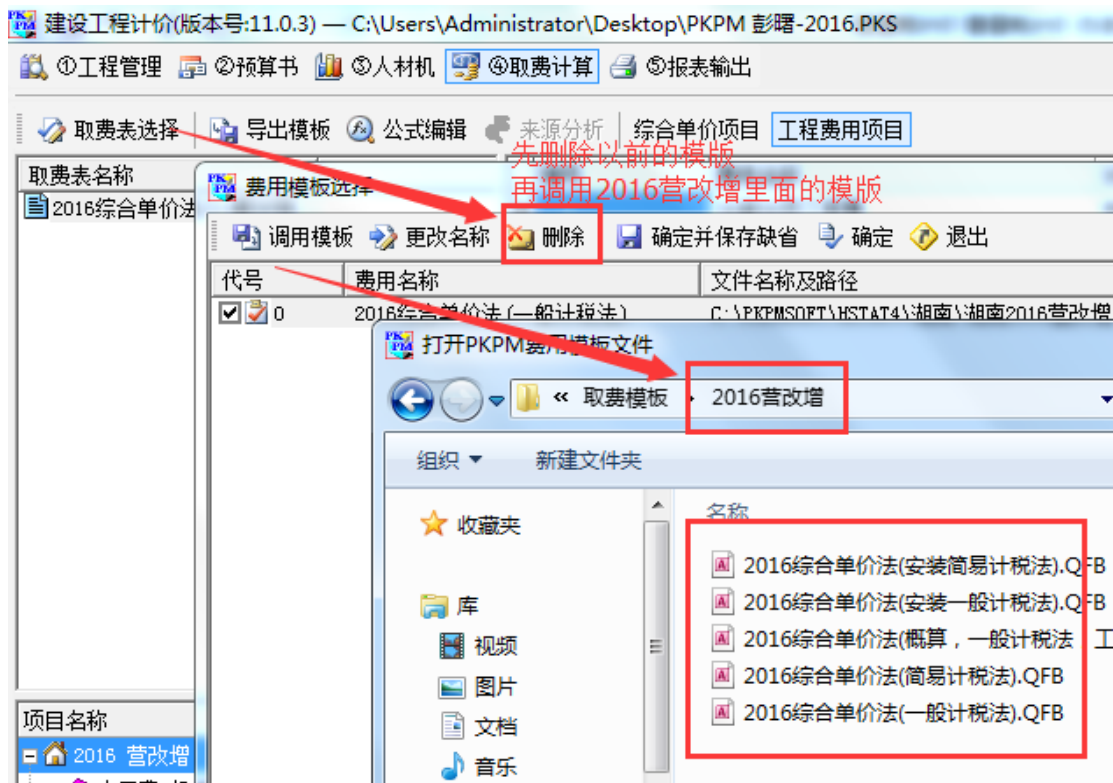 建设工程计价(版本号:11.0.3) — C:\Users\Administrator\Desktop\PKPM 彭曙-2016.PKS
①工程管理 ②预算书 ③人材机 ④取费计算 ⑤报表输出
取费表选择 导出模板 公式编辑 来源分析 综合单价项目 工程费用项目
先删除以前的模版
再调用2016营改增里面的模版
取费表名称
2016综合单价法
费用模板选择
调用模板 更改名称 删除 确定并保存缺省 确定 退出
代号 费用名称 文件名称及路径
0 2016综合单价法(一般计税法) C:\PKPMSOFT\HSTAT4\湖南\湖南2016营改增
打开PKPM费用模板文件
« 取费模板 2016营改增
组织 新建文件夹
收藏夹
库
视频
图片
文档
音乐
名称
2016综合单价法(安装简易计税法).QFB
2016综合单价法(安装一般计税法).QFB
2016综合单价法(概算，一般计税法 工
2016综合单价法(简易计税法).QFB
2016综合单价法(一般计税法).QFB
项目名称
2016 营改增